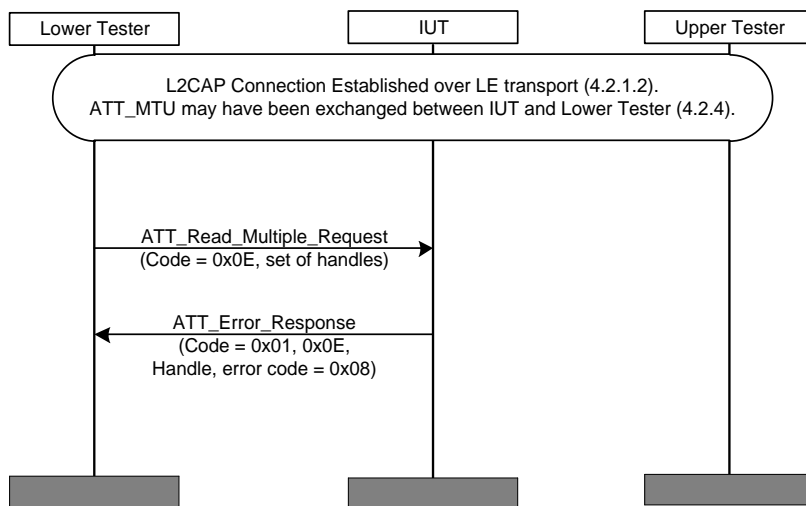 Lower Tester
IUT
Upper Tester
L2CAP Connection Established over LE transport (4.2.1.2).
ATT_MTU may have been exchanged between IUT and Lower Tester (4.2.4).
ATT_Read_Multiple_Request
(Code = 0x0E, set of handles)
ATT_Error_Response
(Code = 0x01, 0x0E,
Handle, error code = 0x08)